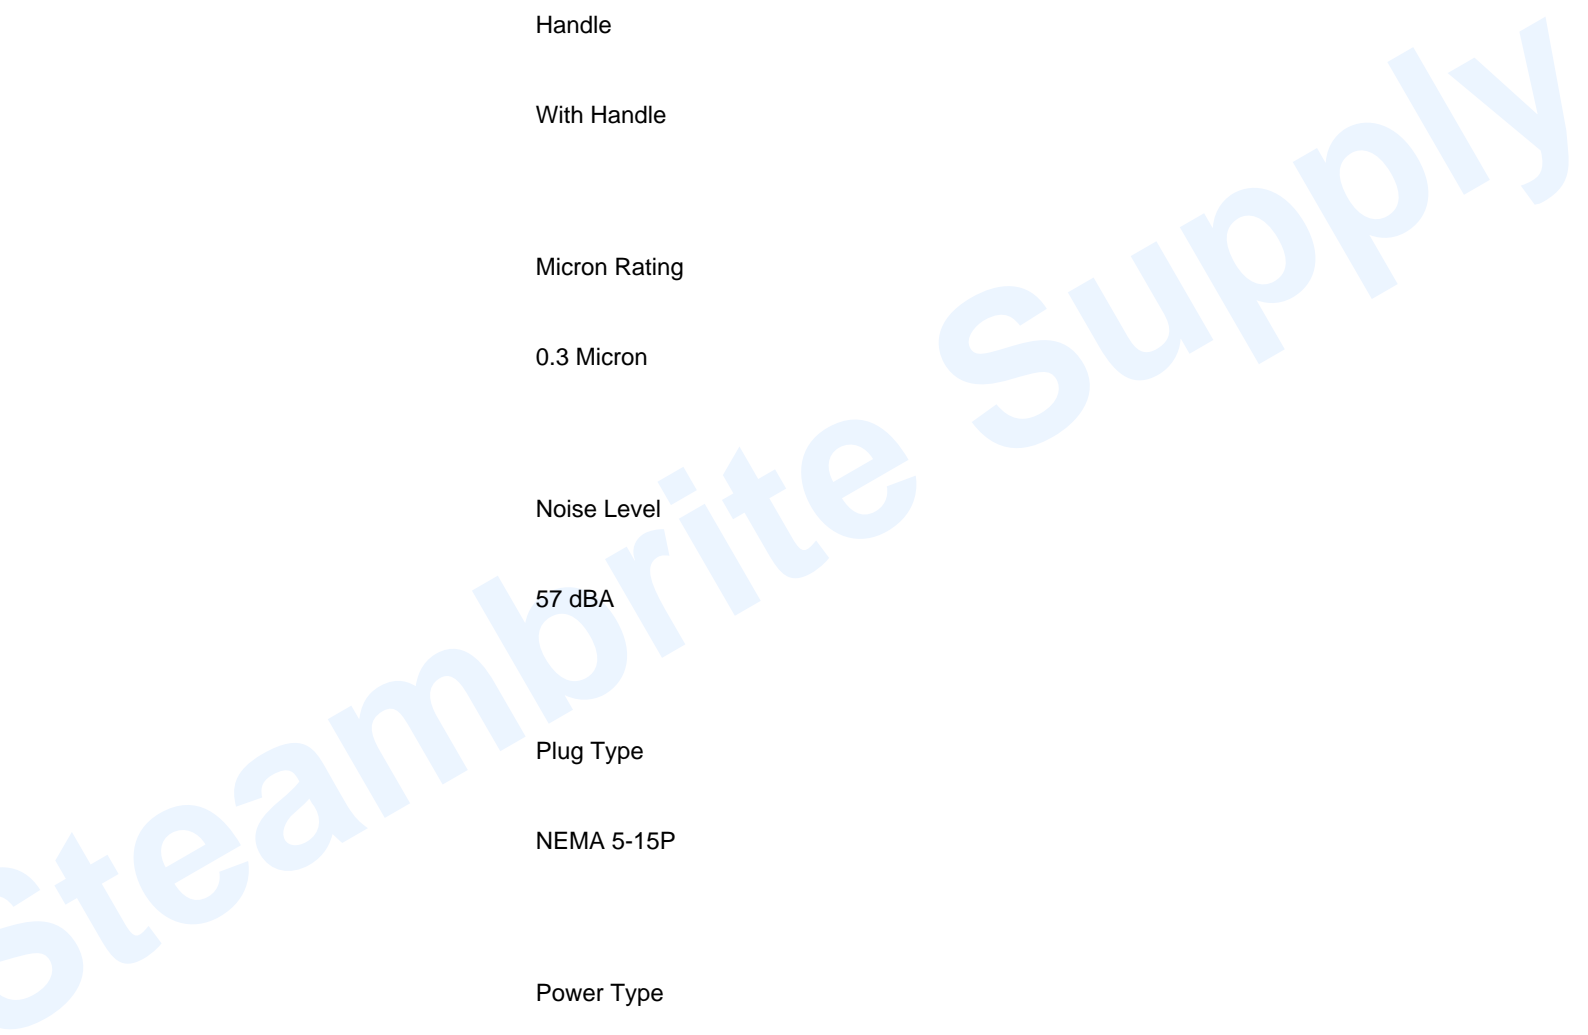 Handle
With Handle
Micron Rating
0.3 Micron
Noise Level
57 dBA
Plug Type
NEMA 5-15P
Power Type
Steambrite Supply